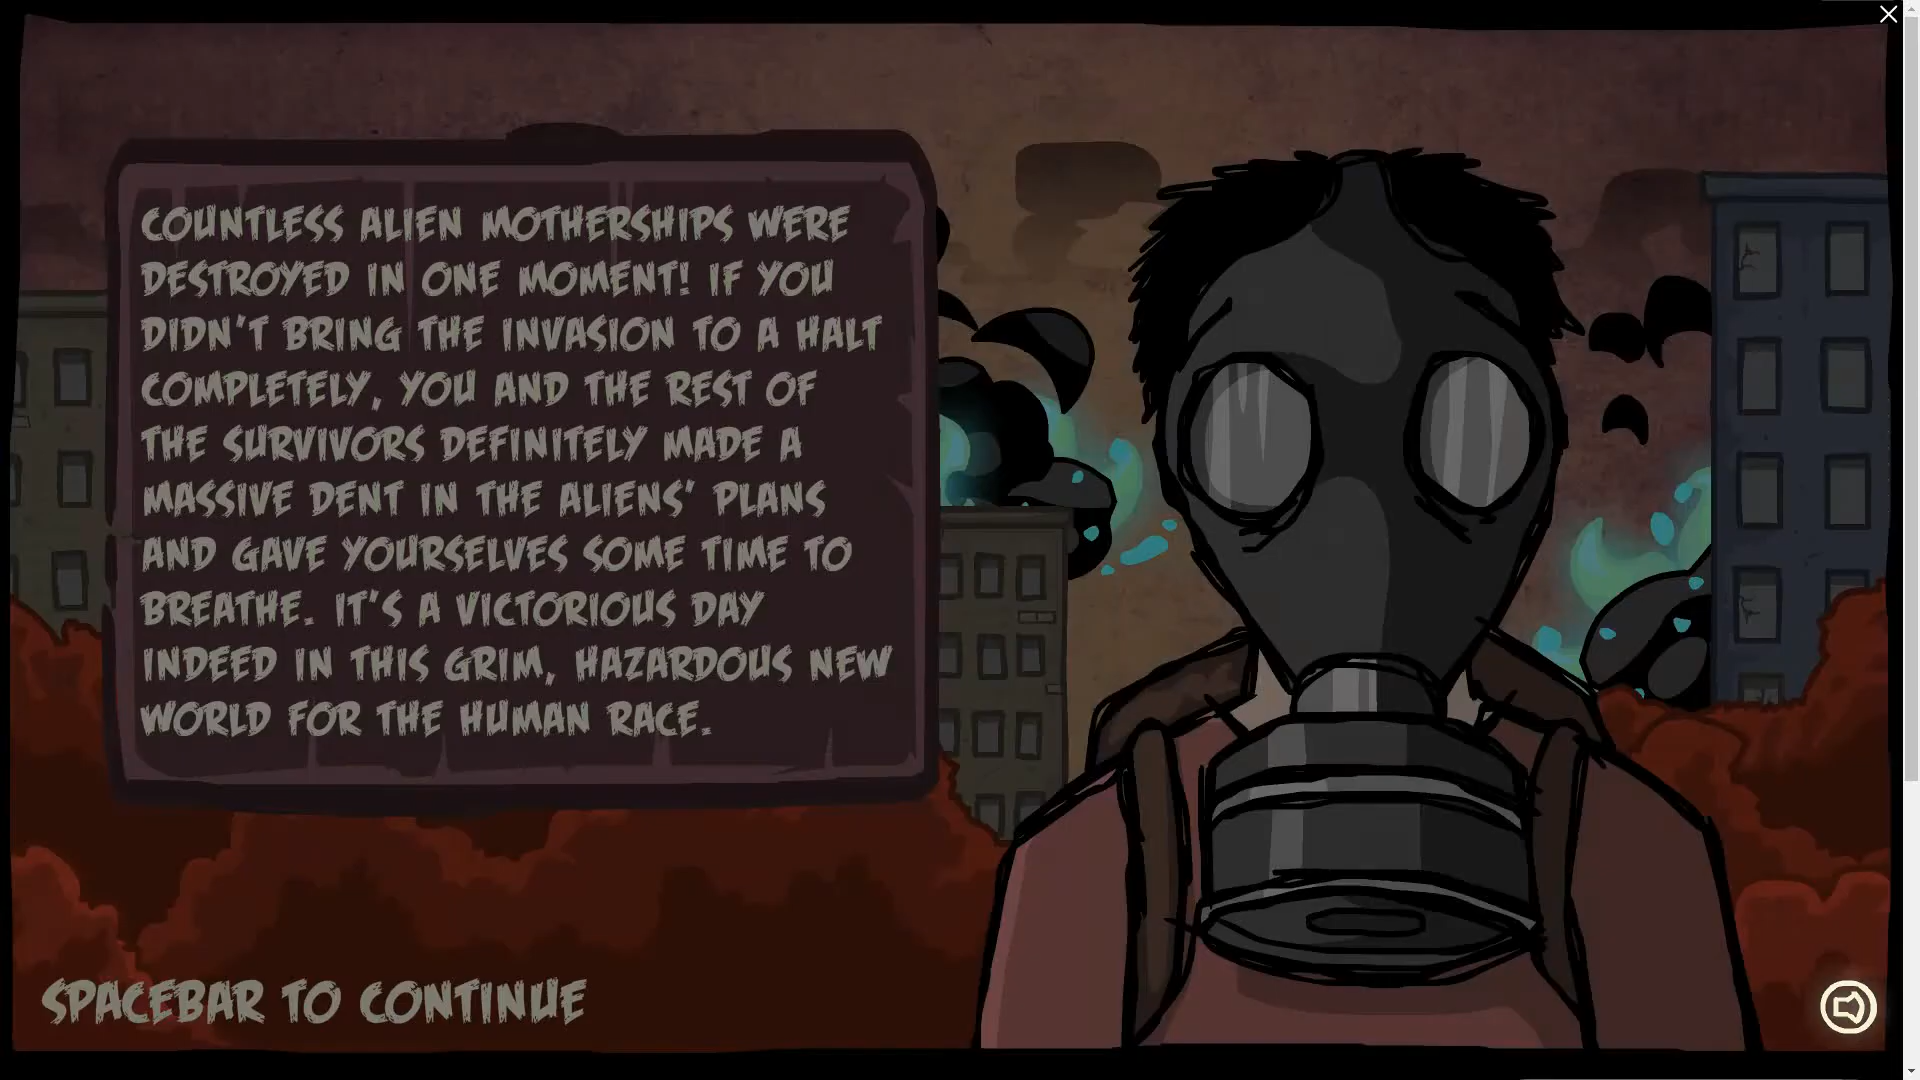 COUNTLESS ALIEN MOTHERSHIPS WERE
DESTROYED IN ONE MOMENT! IF YOU
DIDN'T BRING THE INVASION TO A HALT
COMPLETELY, YOU AND THE REST OF
THE SURVIVORS DEFINITELY MADE A
MASSIVE DENT IN THE ALIENS' PLANS
AND GAVE YOURSELVES SOME TIME TO
BREATHE. IT'S A VICTORIOUS DAY
INDEED IN THIS GRIM, HAZARDOUS NEW
WORLD FOR THE HUMAN RACE.
SPACEBAR TO CONTINUE